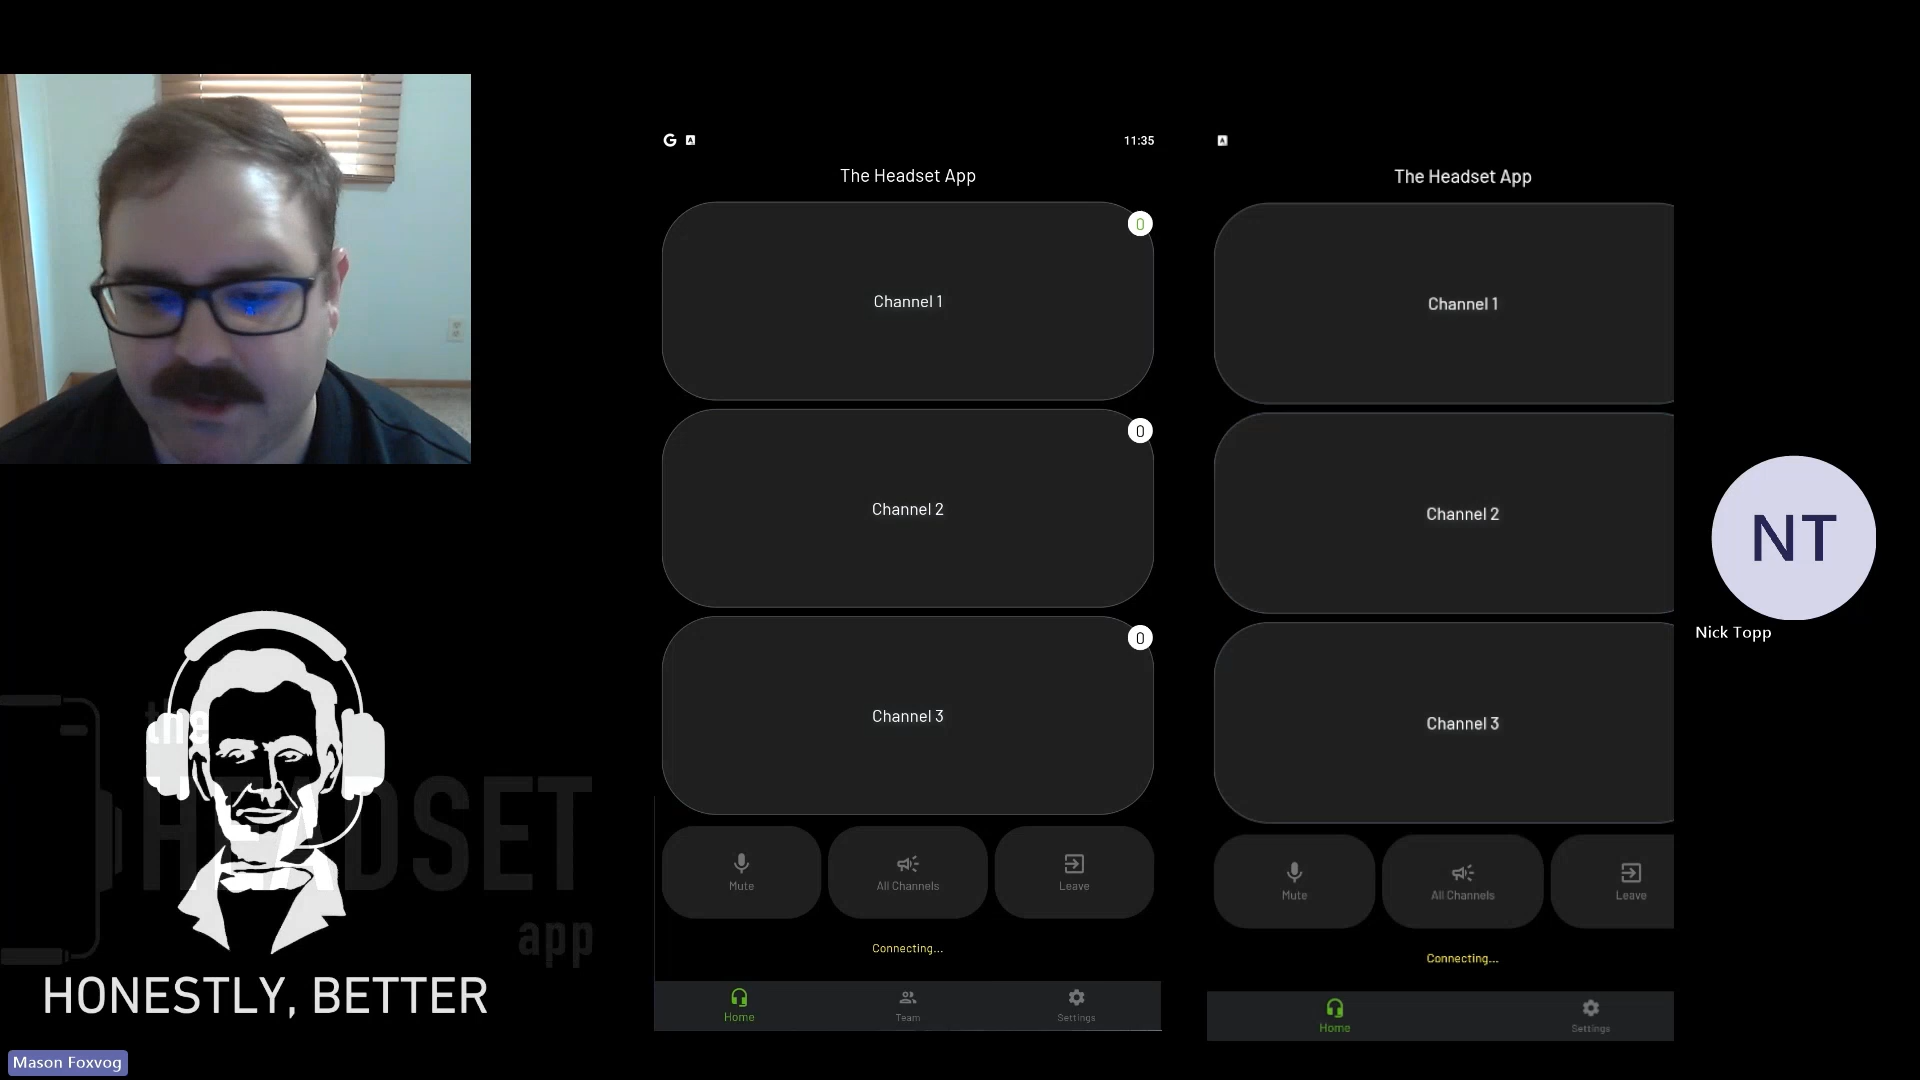 11:35
The Headset App
0
Channel 1
0
Channel 2
0
Channel 3
Mute
All Channels
Leave
Connecting...
Home
Team
Settings
The Headset App
Channel 1
Channel 2
Channel 3
Mute
All Channels
Leave
Connecting...
Home
Settings
NT
Nick Topp
the
HEADSET
app
HONESTLY, BETTER
Mason Foxvog